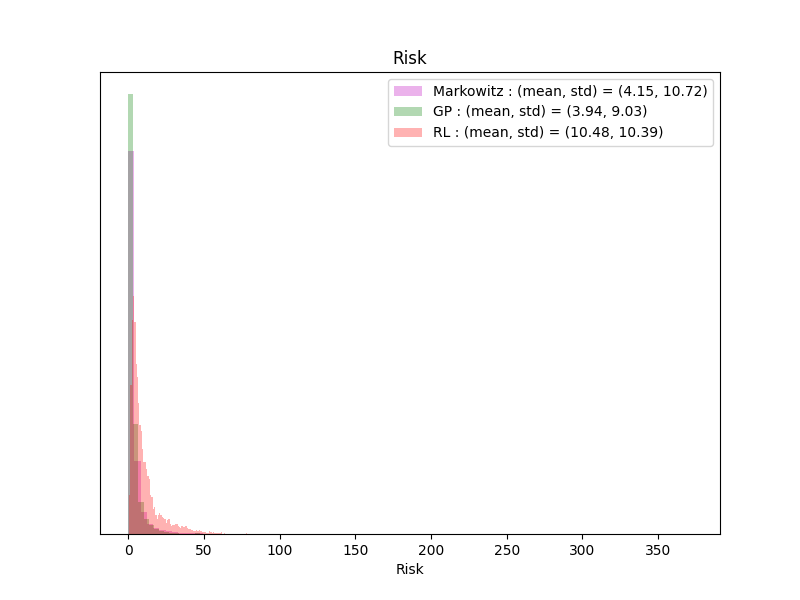 Risk
Markowitz : (mean, std) = (4.15, 10.72)
GP : (mean, std) = (3.94, 9.03)
RL : (mean, std) = (10.48, 10.39)
0 50 100 150 200 250 300 350
Risk